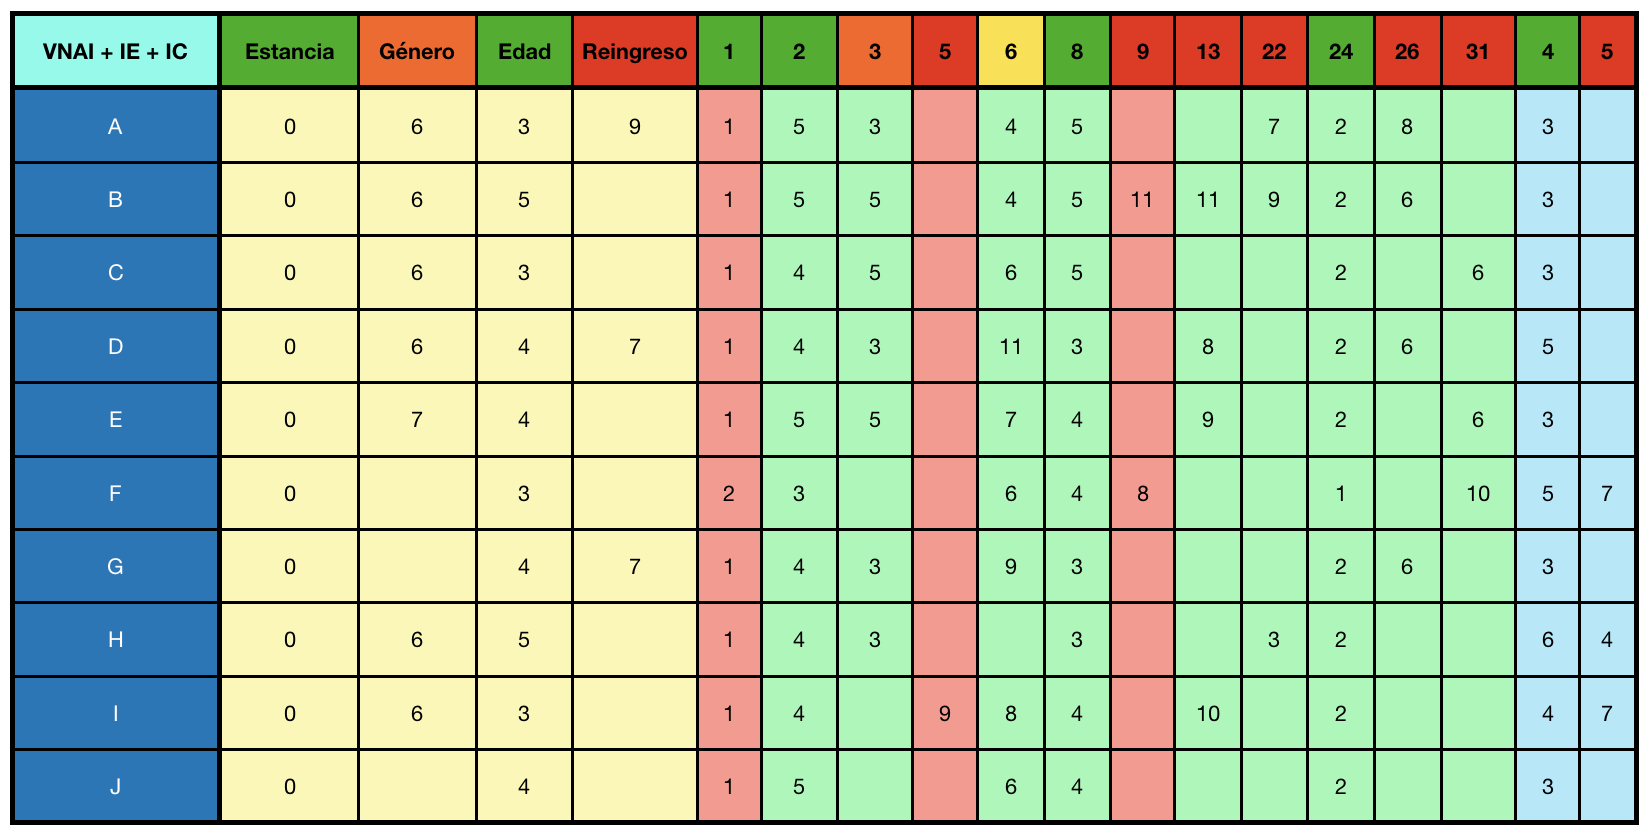 VNAI + IE + IC Estancia Género Edad Reingreso 1 2 3 5 6 8 9 13 22 24 26 31 4 5
A 0 6 3 9 1 5 3 4 5 7 2 8 3
B 0 6 5 1 5 5 4 5 11 11 9 2 6 3
C 0 6 3 1 4 5 6 5 2 6 3
D 0 6 4 7 1 4 3 11 3 8 2 6 5
E 0 7 4 1 5 5 7 4 9 2 6 3
F 0 3 2 3 6 4 8 1 10 5 7
G 0 4 7 1 4 3 9 3 2 6 3
H 0 6 5 1 4 3 3 3 2 6 4
I 0 6 3 1 4 9 8 4 10 2 4 7
J 0 4 1 5 6 4 2 3